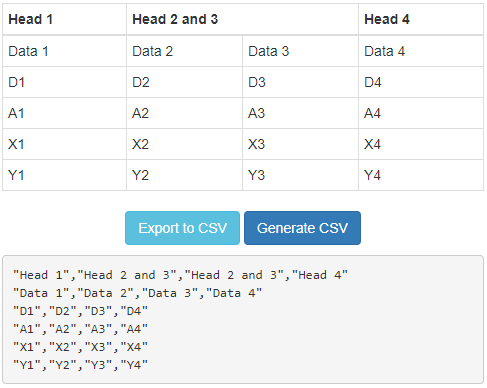 Head 1 Head 2 and 3 Head 4
Data 1 Data 2 Data 3 Data 4
D1 D2 D3 D4
A1 A2 A3 A4
X1 X2 X3 X4
Y1 Y2 Y3 Y4
Export to CSV Generate CSV
"Head 1","Head 2 and 3","Head 2 and 3","Head 4"
"Data 1","Data 2","Data 3","Data 4"
"D1","D2","D3","D4"
"A1","A2","A3","A4"
"X1","X2","X3","X4"
"Y1","Y2","Y3","Y4"